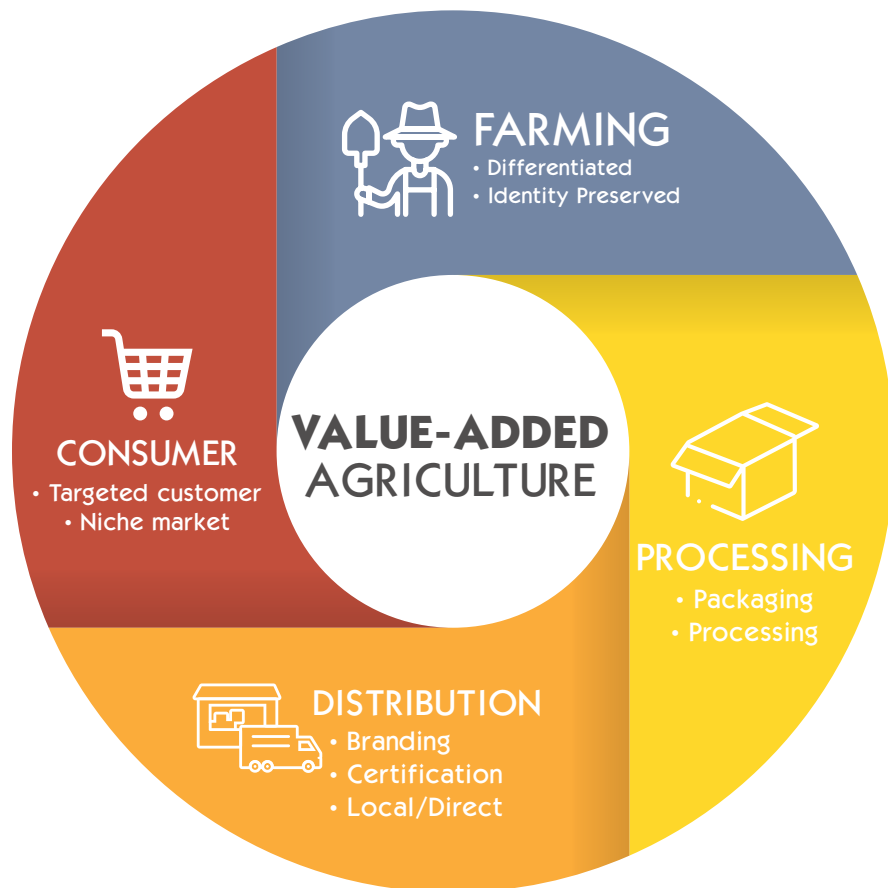 FARMING
• Differentiated
• Identity Preserved
VALUE-ADDED
AGRICULTURE
CONSUMER
• Targeted customer
• Niche market
PROCESSING
• Packaging
• Processing
DISTRIBUTION
• Branding
• Certification
• Local/Direct